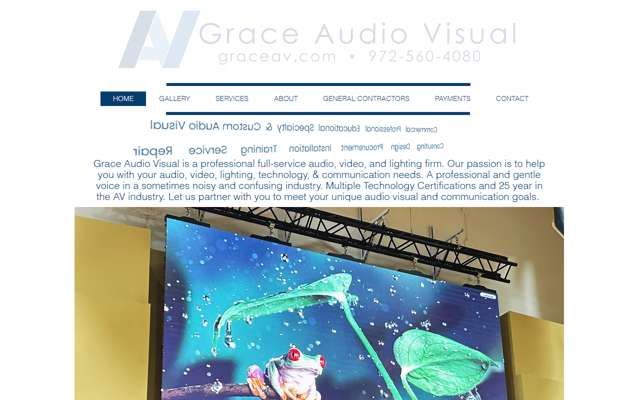 Grace Audio Visual
graceav.com • 972-560-4080
HOME GALLERY SERVICES ABOUT GENERAL CONTRACTORS PAYMENTS CONTACT
Commercial Professional Educational Specialty & Custom Audio Visual
Consulting Design Procurement Installation Training Service Repair
Grace Audio Visual is a professional full-service audio, video, and lighting firm. Our passion is to help
you with your audio, video, lighting, technology, & communication needs. A professional and gentle
voice in a sometimes noisy and confusing industry. Multiple Technology Certifications and 25 year in
the AV industry. Let us partner with you to meet your unique audio visual and communication goals.